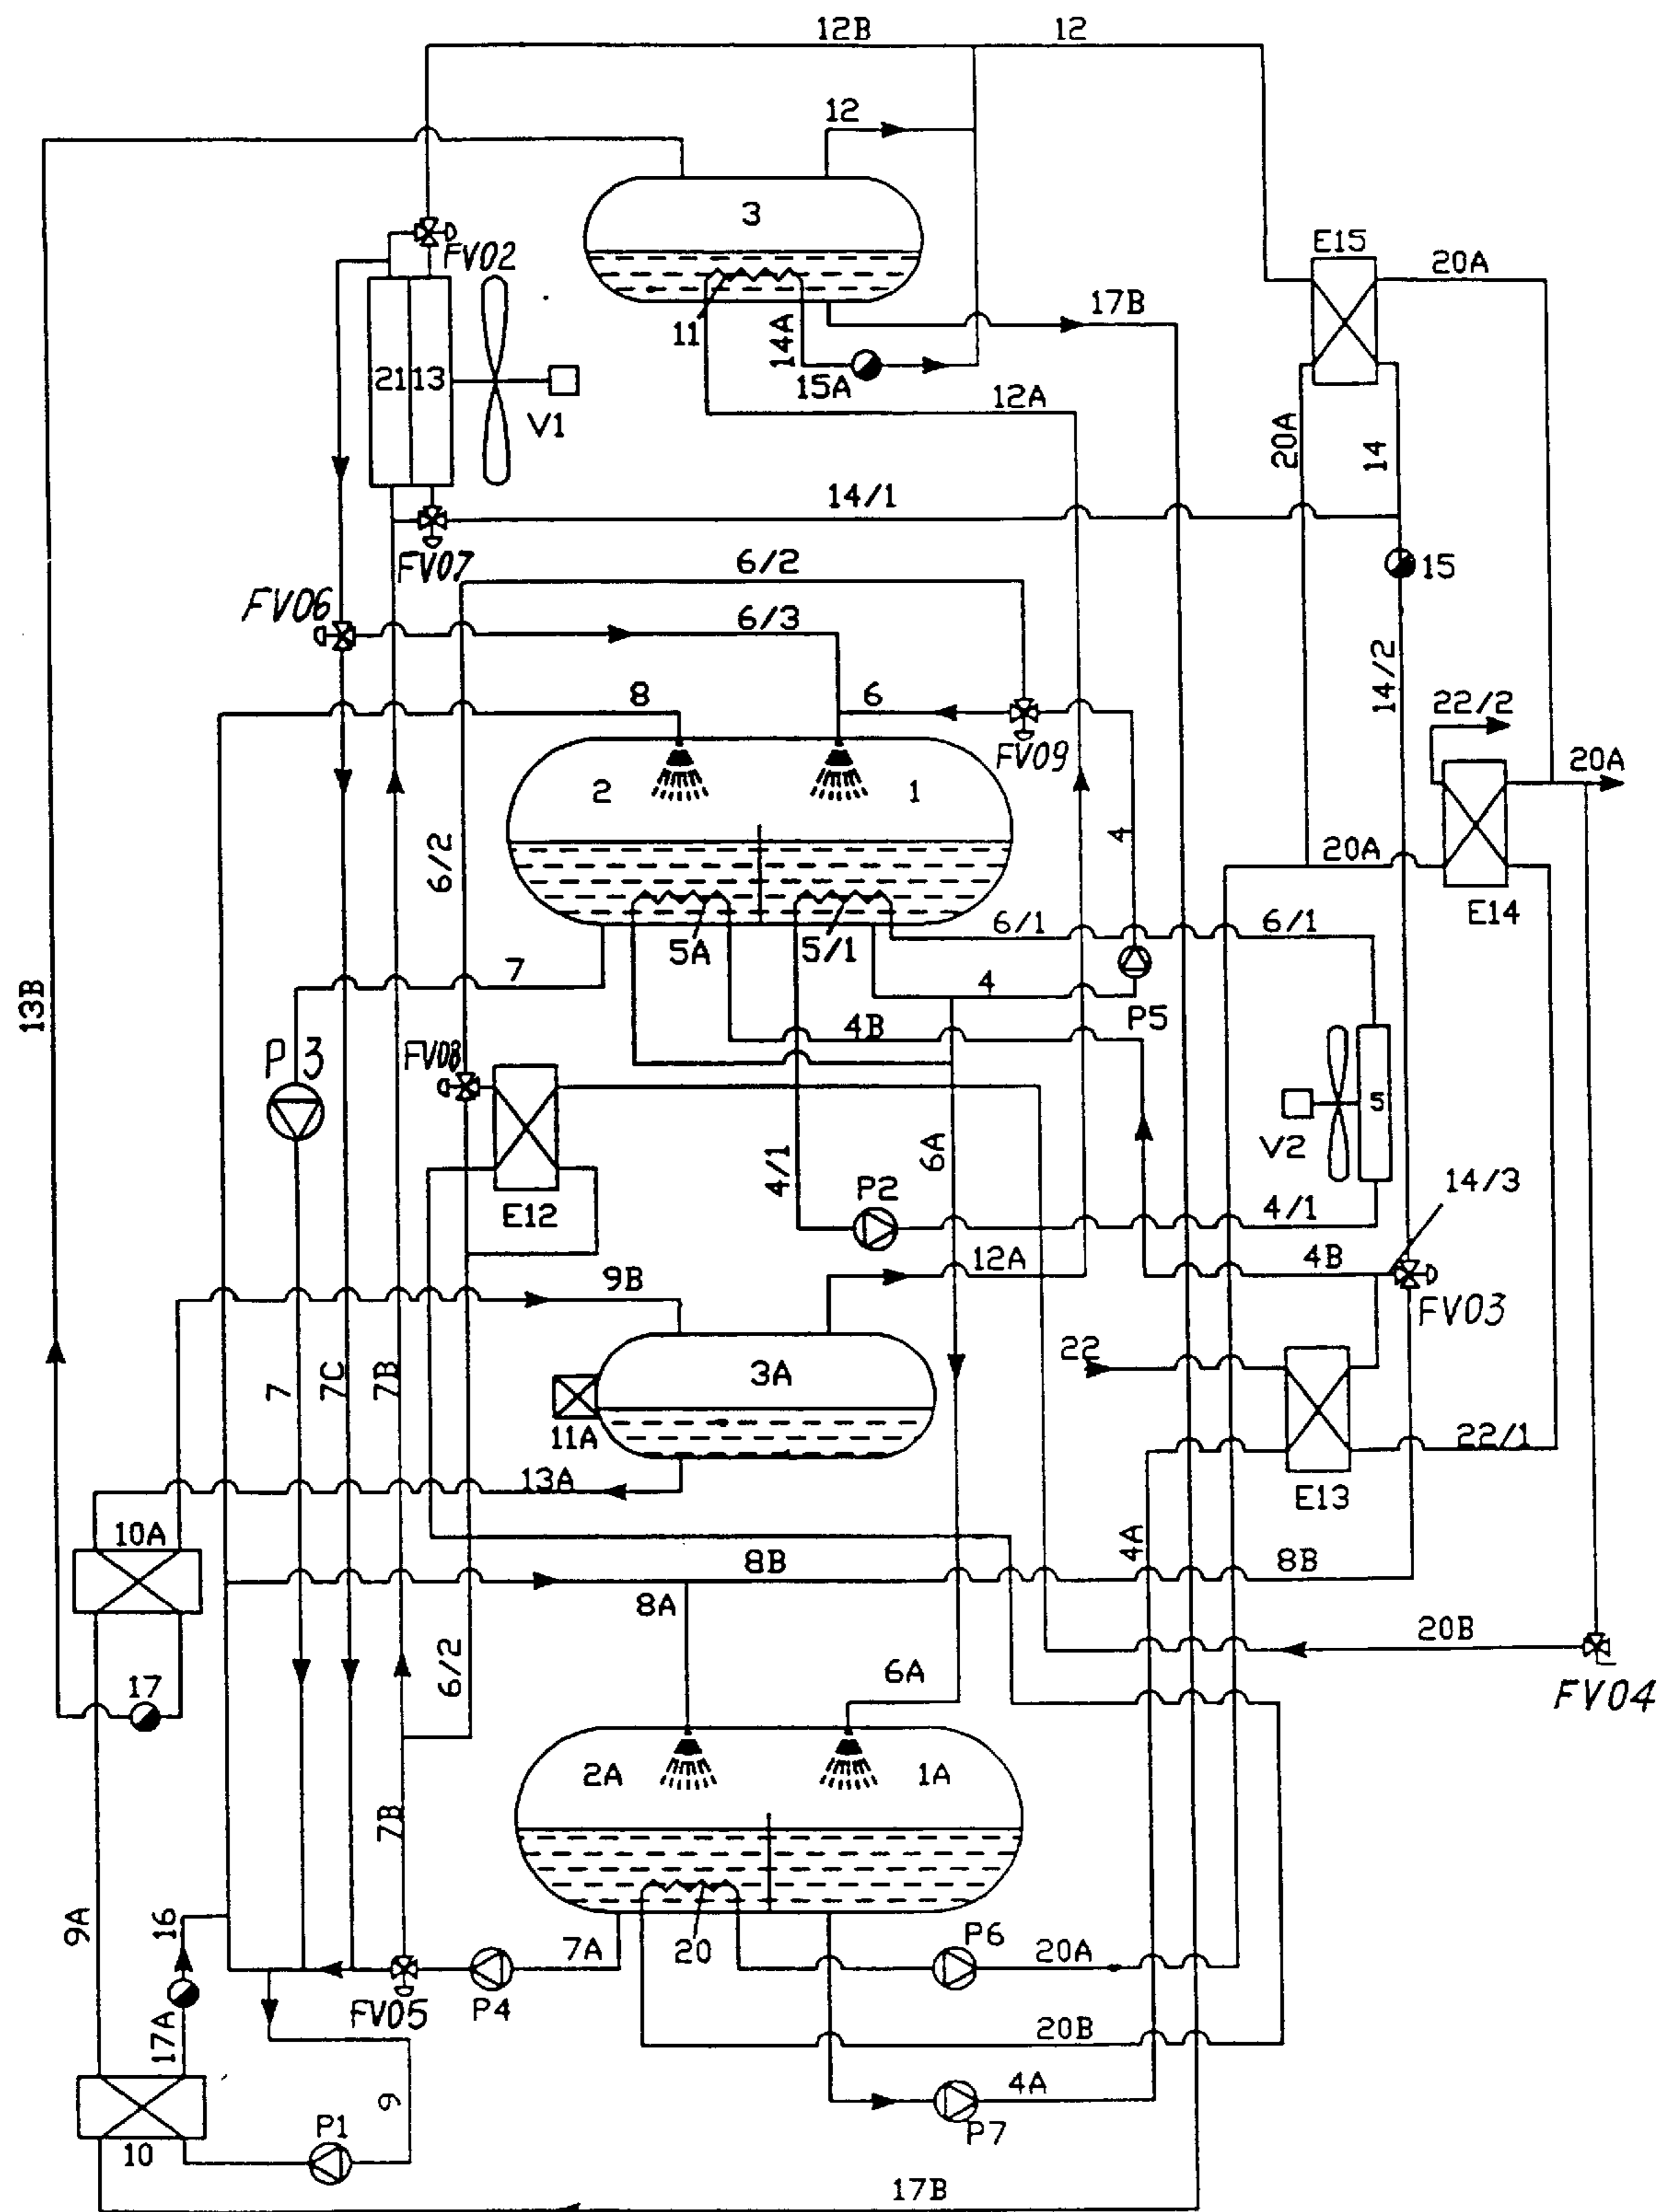 12B 12
12
3
E15
FV02
20A
11
14A
17B
21 13
15A
12A
V1
20A
14
14/1
FV07
6/2
15
FV06
6/3
14/2
8
6
22/2
FV09
20A
2
1
6/2
4
20A
E14
5A
5/1
6/1
6/1
7
4
13B
4B
P5
P3
FV08
5
V2
6A
4/1
P2
14/3
E12
4/1
12A
4B
9B
FV03
22
3A
7
7C
7B
11A
22/1
13A
E13
10A
4A
8B
8B
8A
20B
6/2
6A
17
FV04
2A
1A
7B
9A
16
7A
20
P6
20A
FV05
P4
17A
20B
4A
9
P1
P7
10
17B